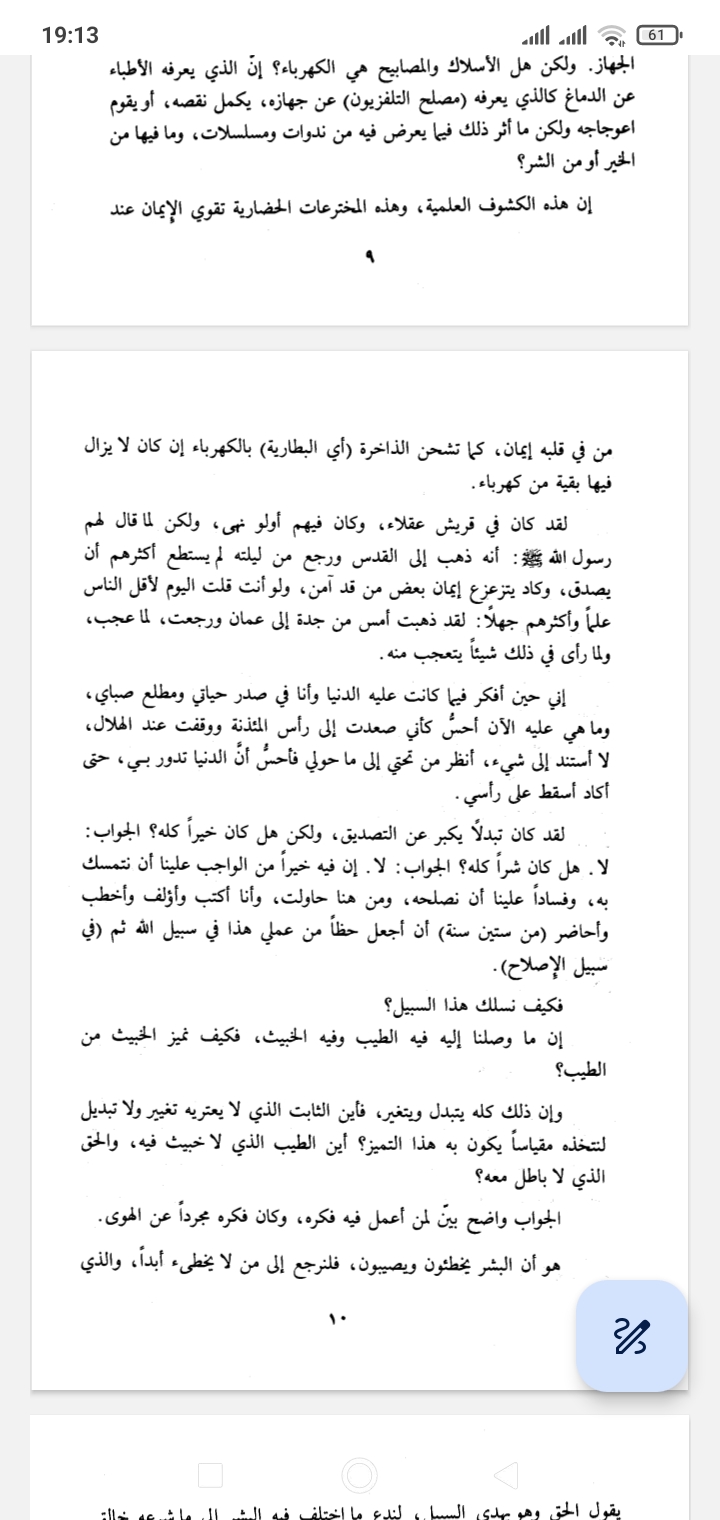 19:13
61
الجهاز. ولكن هل الأسلاك والمصابيح هي الكهرباء؟ إنّ الذي يعرفه الأطباء
عن الدماغ كالذي يعرفه (مصلح التلفزيون) عن جهازه، يكمل نقصه، أو يقوم
اعوجاجه ولكن ما أثر ذلك فيما يعرض فيه من ندوات ومسلسلات، وما فيها من
الخير أو من الشر؟
إن هذه الكشوف العلمية، وهذه المخترعات الحضارية تقوي الإيمان عند
٩
من في قلبه إيمان، كما تشحن الذاخرة (أي البطارية) بالكهرباء إن كان لا يزال
فيها بقية من كهرباء.
لقد كان في قريش عقلاء، وكان فيهم أولو نهى، ولكن لما قال لهم
رسول الله ﷺ: أنه ذهب إلى القدس ورجع من ليلته لم يستطع أكثرهم أن
يصدق، وكاد يتزعزع إيمان بعض من قد آمن، ولو أنت قلت اليوم لأقل الناس
علماً وأكثرهم جهلاً: لقد ذهبت أمس من جدة إلى عمان ورجعت، لما عجب،
ولما رأى في ذلك شيئاً يتعجب منه.
إني حين أفكر فيما كانت عليه الدنيا وأنا في صدر حياتي ومطلع صباي،
وما هي عليه الآن أحسُّ كأني صعدت إلى رأس المئذنة ووقفت عند الهلال،
لا أستند إلى شيء، أنظر من تحتي إلى ما حولي فأحسُّ أنَّ الدنيا تدور بي، حتى
أكاد أسقط على رأسي.
لقد كان تبدلاً يكبر عن التصديق، ولكن هل كان خيراً كله؟ الجواب:
لا. هل كان شراً كله؟ الجواب: لا. إن فيه خيراً من الواجب علينا أن نتمسك
به، وفساداً علينا أن نصلحه، ومن هنا حاولت، وأنا أكتب وأؤلف وأخطب
وأحاضر (من ستين سنة) أن أجعل حظاً من عملي هذا في سبيل الله ثم (في
سبيل الإصلاح).
فكيف نسلك هذا السبيل؟
إن ما وصلنا إليه فيه الطيب وفيه الخبيث، فكيف نميز الخبيث من
الطيب؟
وإن ذلك كله يتبدل ويتغير، فأين الثابت الذي لا يعتريه تغيير ولا تبديل
لنتخذه مقياساً يكون به هذا التميز؟ أين الطيب الذي لا خبيث فيه، والحق
الذي لا باطل معه؟
الجواب واضح بيّن لمن أعمل فيه فكره، وكان فكره مجرداً عن الهوى.
هو أن البشر يخطئون ويصيبون، فلنرجع إلى من لا يخطىء أبداً، والذي
١٠
يقول الحق وهو يهدي السبيل، لندع ما اختلف فيه البشر إلى ما شرعه خالق